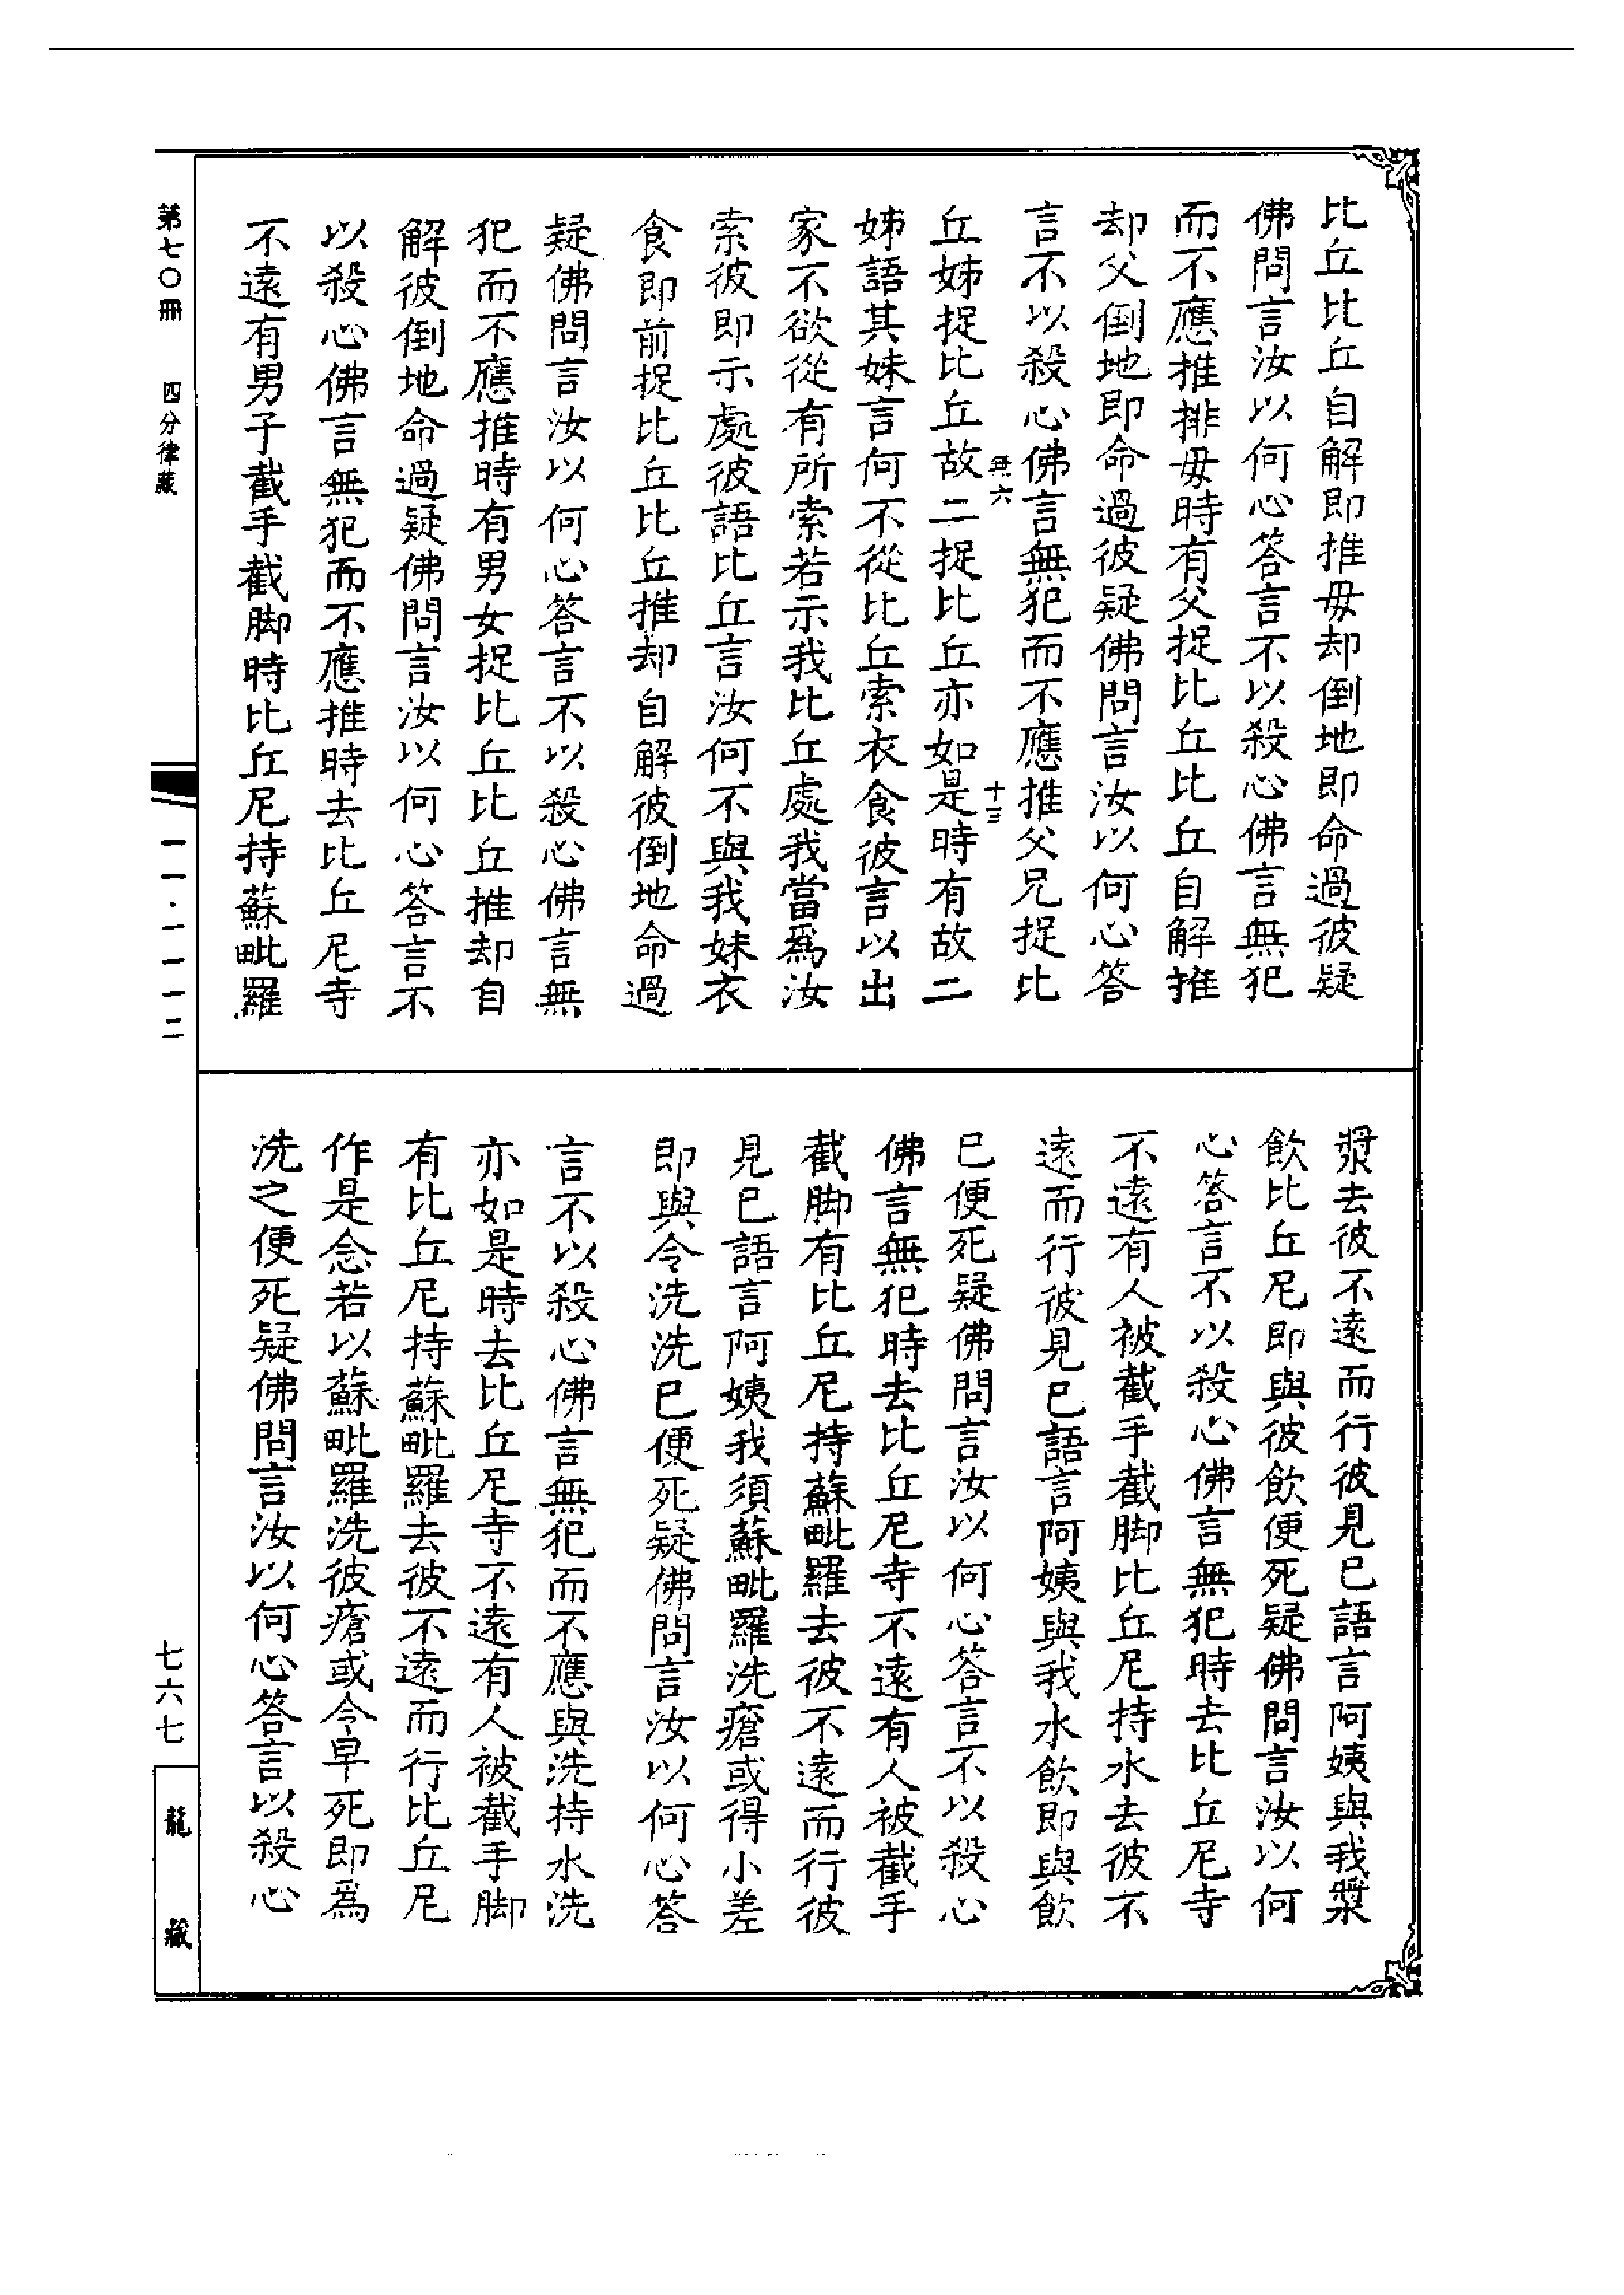 比丘比丘自解即推母却倒地即命過彼疑
佛問言汝以何心答言不以殺心佛言無犯
而不應推排母時有父捉比丘比丘自解推
却父倒地即命過彼疑佛問言汝以何心答
言不以殺心佛言無犯而不應推父兄捉比
無六
十三
丘姊捉比丘故二捉比丘亦如是時有故二
姊語其妹言何不從比丘索衣食彼言以出
家不欲從有所索若示我比丘處我當爲汝
索彼即示處彼語比丘言汝何不與我妹衣
食即前捉比丘比丘推却自解彼倒地命過
疑佛問言汝以何心答言不以殺心佛言無
犯而不應推時有男女捉比丘比丘推却自
解彼倒地命過疑佛問言汝以何心答言不
以殺心佛言無犯而不應推時去比丘尼寺
不遠有男子截手截脚時比丘尼持蘇毗羅
漿去彼不遠而行彼見已語言阿姨與我漿
飲比丘尼即與彼飲便死疑佛問言汝以何
心答言不以殺心佛言無犯時去比丘尼寺
不遠有人被截手截脚比丘尼持水去彼不
遠而行彼見已語言阿姨與我水飲即與飲
已便死疑佛問言汝以何心答言不以殺心
佛言無犯時去比丘尼寺不遠有人被截手
截脚有比丘尼持蘇毗羅去彼不遠而行彼
見已語言阿姨我須蘇毗羅洗瘡或得小差
即與令洗洗已便死疑佛問言汝以何心答
言不以殺心佛言無犯而不應與洗持水洗
亦如是時去比丘尼寺不遠有人被截手脚
有比丘尼持蘇毗羅去彼不遠而行比丘尼
作是念若以蘇毗羅洗彼瘡或令早死即爲
洗之便死疑佛問言汝以何心答言以殺心
第七〇冊 四分律藏
一一·一一一二
七六七
龍藏